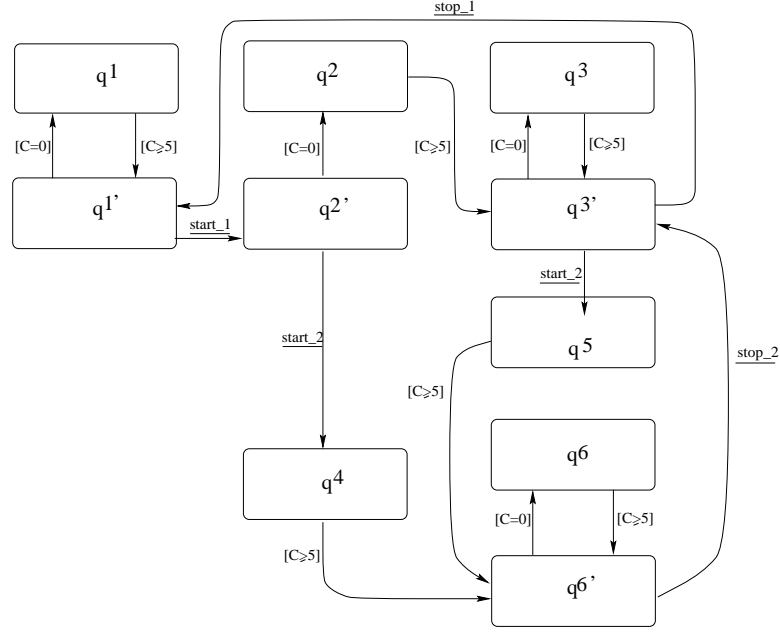 stop_1
q1
q2
q3
[C=0]
[C⩾5]
[C=0]
[C⩾5]
[C=0]
[C⩾5]
q1'
q2'
q3'
start_1
start_2
q5
start_2
stop_2
[C⩾5]
q6
q4
[C=0]
[C⩾5]
[C⩾5]
q6'